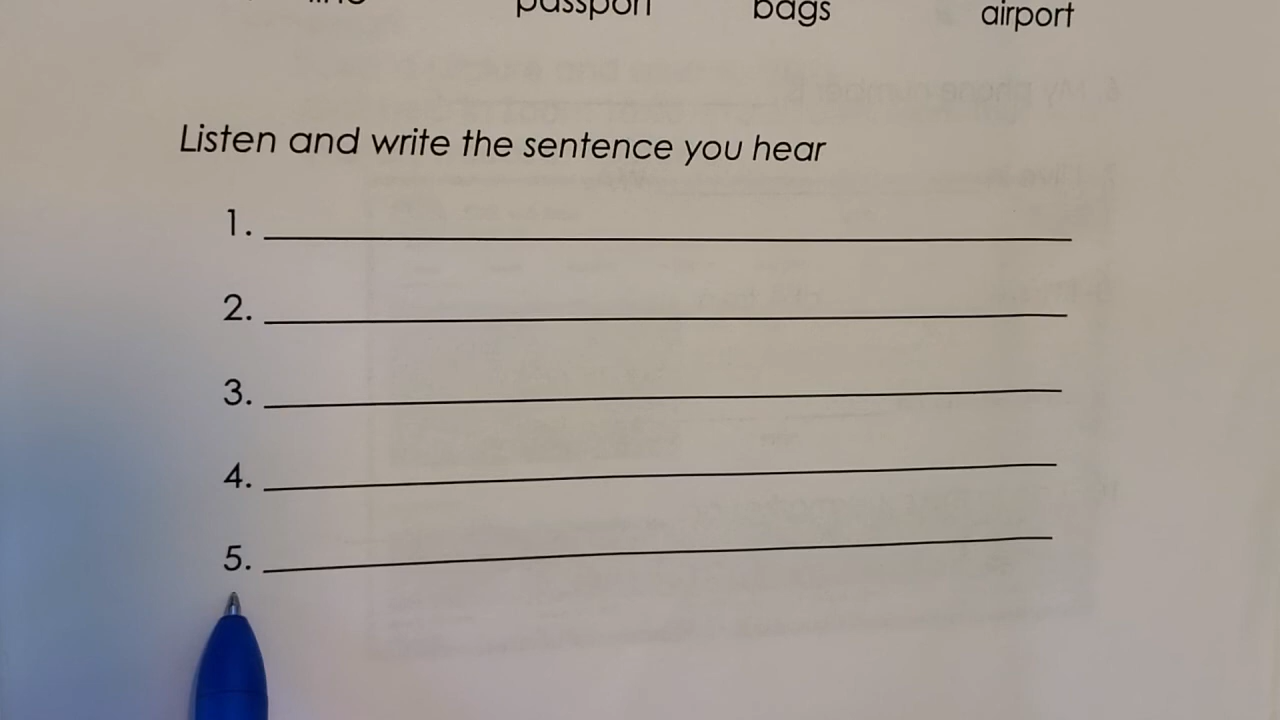 passport bags airport
Listen and write the sentence you hear
1.
2.
3.
4.
5.